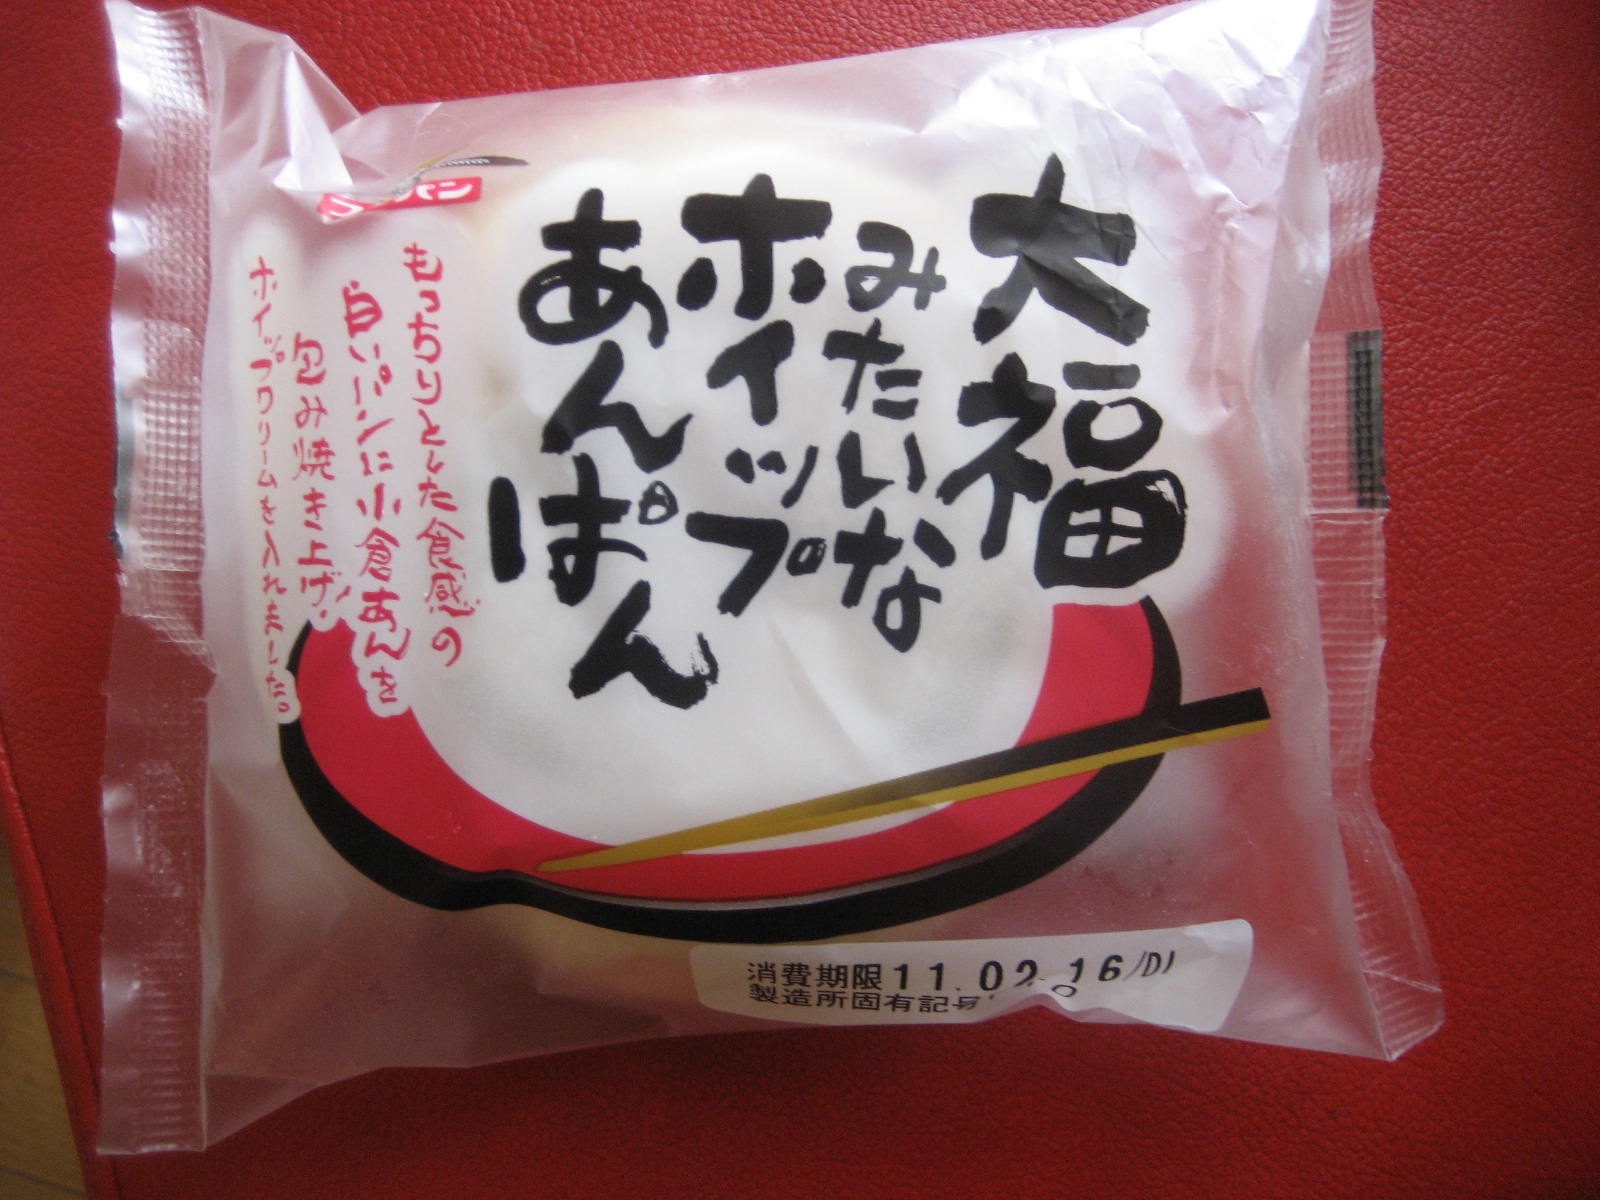 大福
みたいな
ホイップ
あんぱん
もっちりとした食感の
白いパンに小倉あんを
包み焼き上げ、
ホイップクリームを入れました。
パン
消費期限11.02.16/D1
製造所固有記号